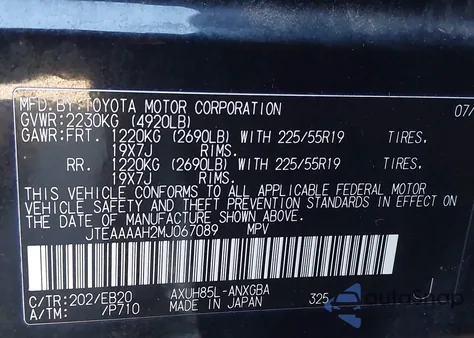 MFD.BY:TOYOTA MOTOR CORPORATION 07/
GVWR:2230KG (4920LB)
GAWR:FRT. 1220KG (2690LB) WITH 225/55R19 TIRES.
19X7J RIMS.
RR. 1220KG (2690LB) WITH 225/55R19 TIRES.
19X7J RIMS.
THIS VEHICLE CONFORMS TO ALL APPLICABLE FEDERAL MOTOR
VEHICLE SAFETY AND THEFT PREVENTION STANDARDS IN EFFECT ON
THE DATE OF MANUFACTURE SHOWN ABOVE.
JTEAAAAH2MJ067089 MPV
C/TR:202/EB20 AXUH85L-ANXGBA 325
A/TM: /P710 MADE IN JAPAN
AutoSnap